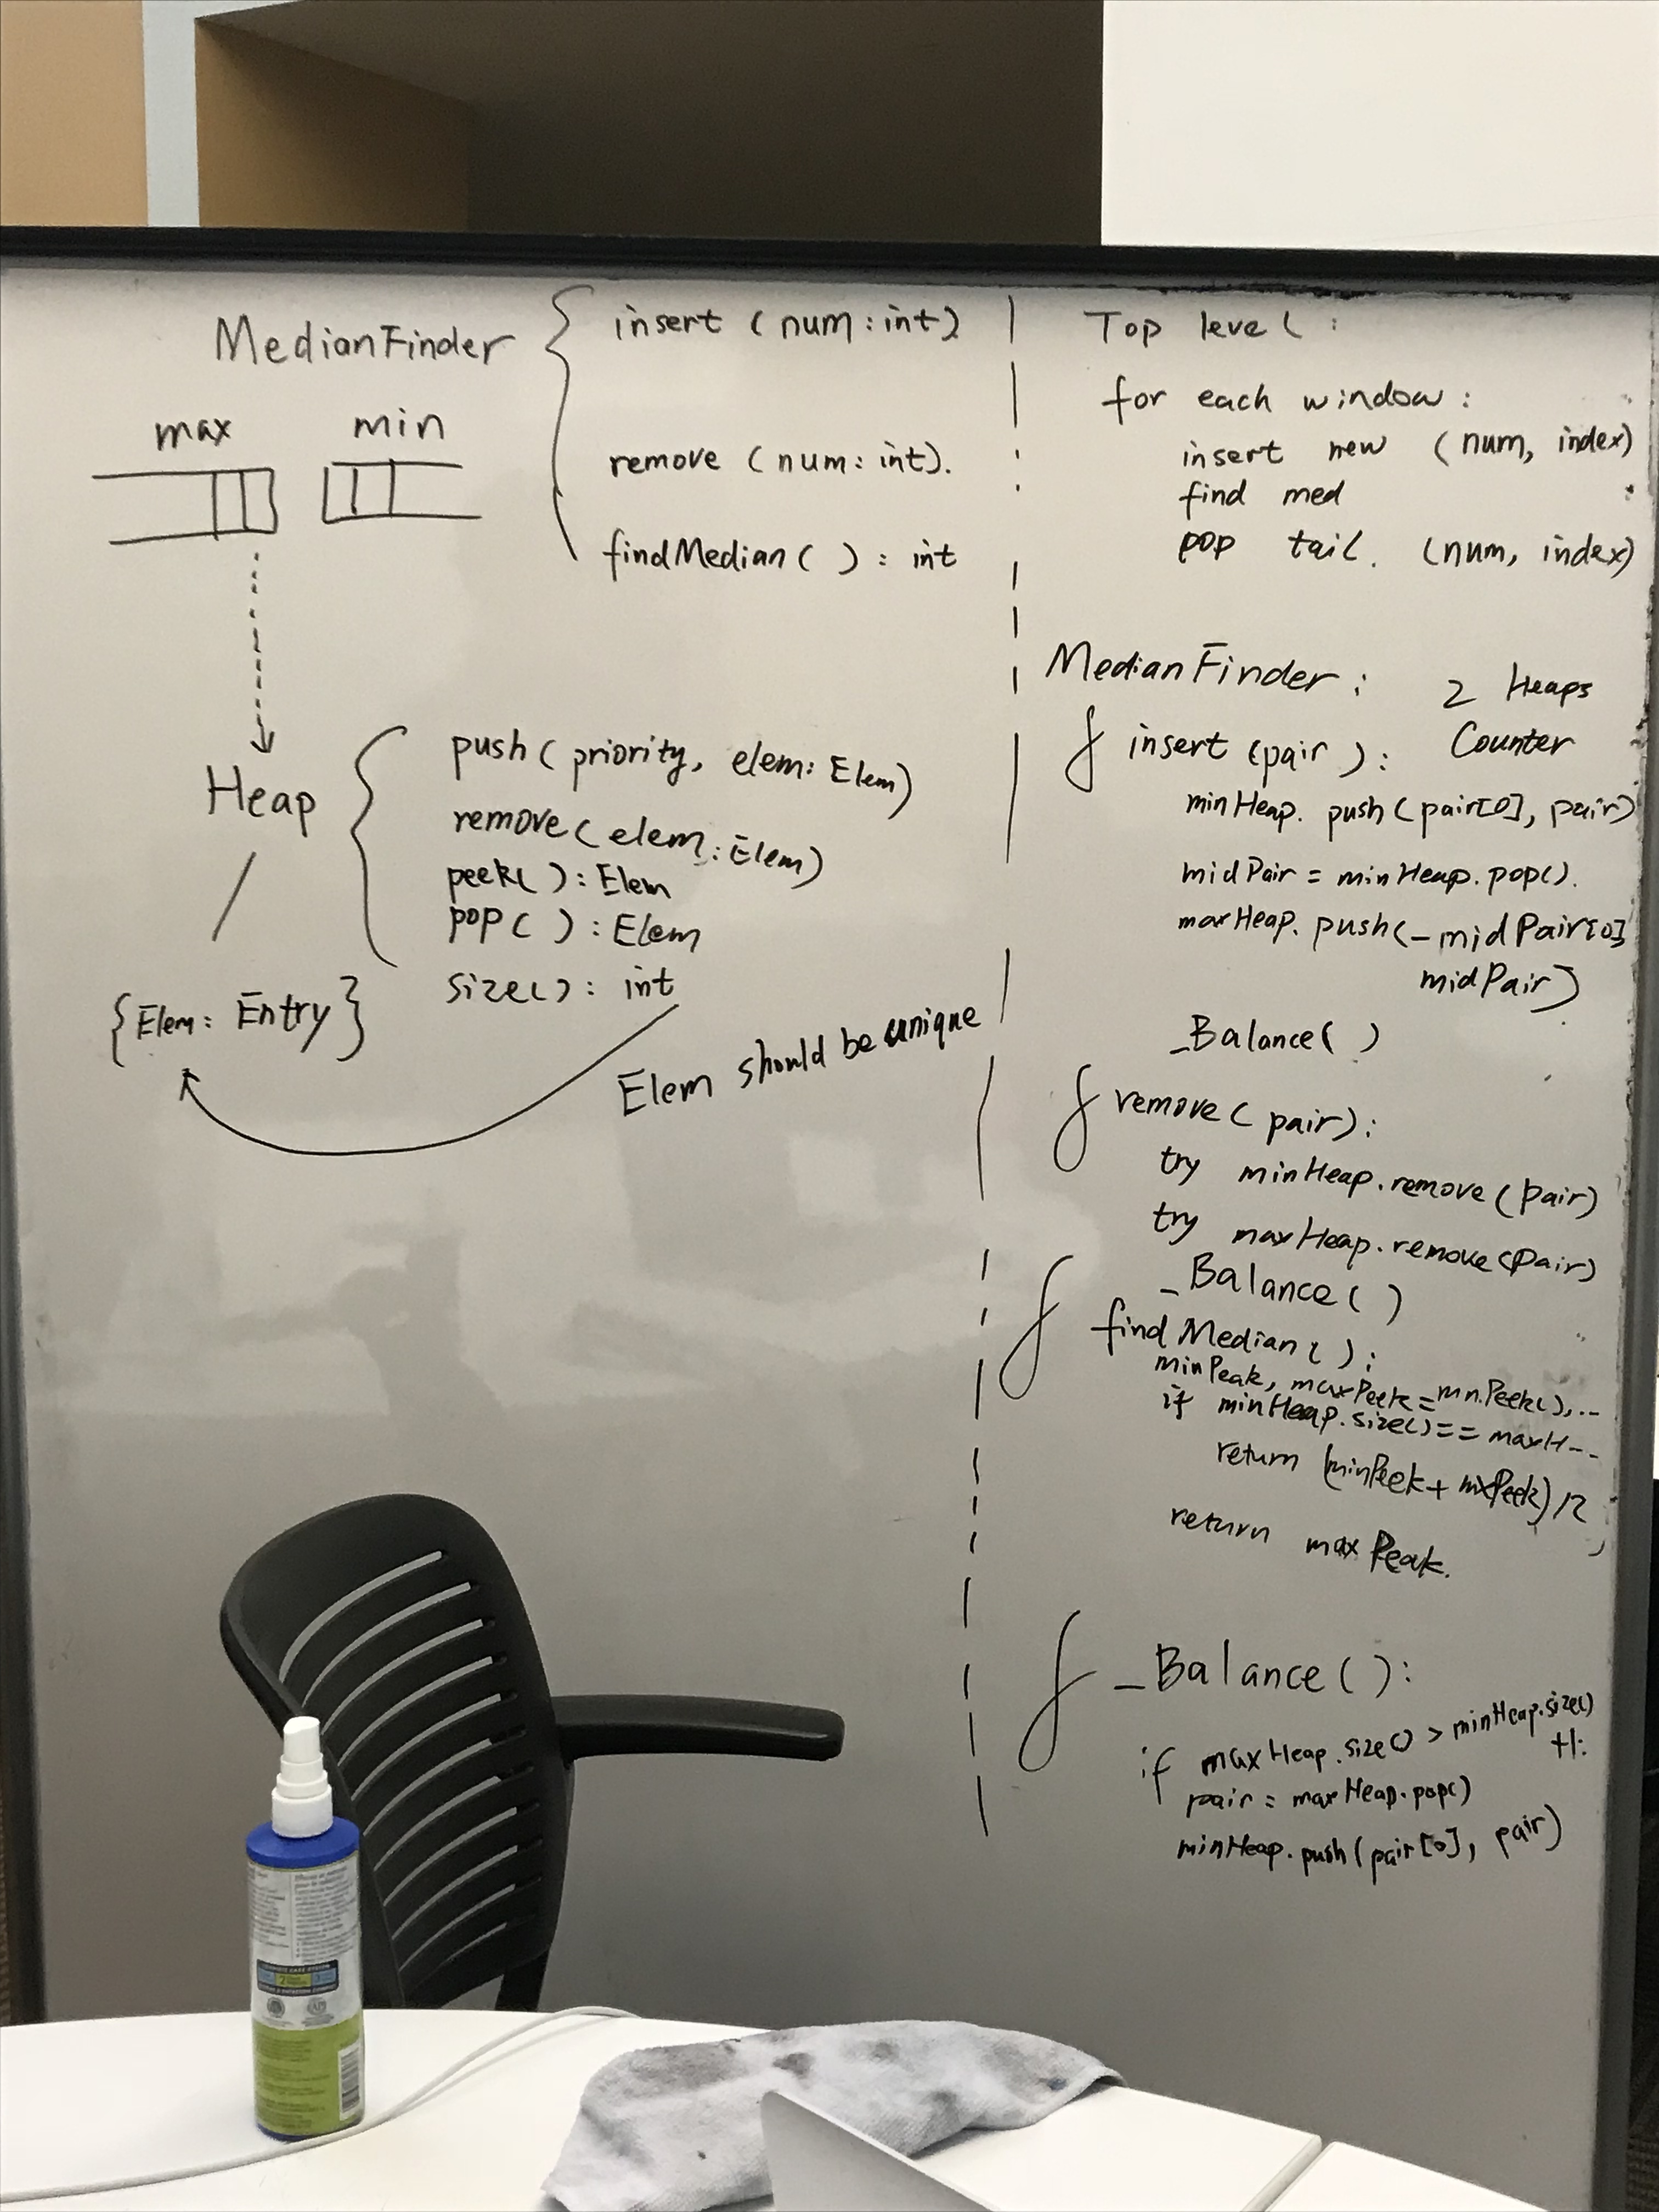 MedianFinder
insert (num: int)
remove (num: int).
findMedian ( ) : int
max min
Heap
push ( priority, elem: Elem)
remove ( elem: Elem)
peek( ) : Elem
pop ( ) : Elem
size( ) : int
{Elem: Entry}
Elem should be unique
Top level :
for each window :
insert new (num, index)
find med
pop tail. (num, index)
MedianFinder : 2 Heaps
Counter
f insert (pair ) :
minHeap. push (pair[0], pair)
midPair = minHeap.pop().
maxHeap. push(-midPair[0]
midPair)
_Balance( )
f remove ( pair) :
try minHeap.remove (pair)
try maxHeap.remove (Pair)
_Balance ( )
f findMedian ( ) :
minPeak, maxPeek = mn.Peek(), ...
if minHeap.size() == maxH--
return (minPeek + mxPeek) /2
return maxPeak.
f _Balance ( ) :
if maxHeap.size() > minHeap.size()
+1:
pair = maxHeap.pop()
minHeap. push (pair [0], pair)